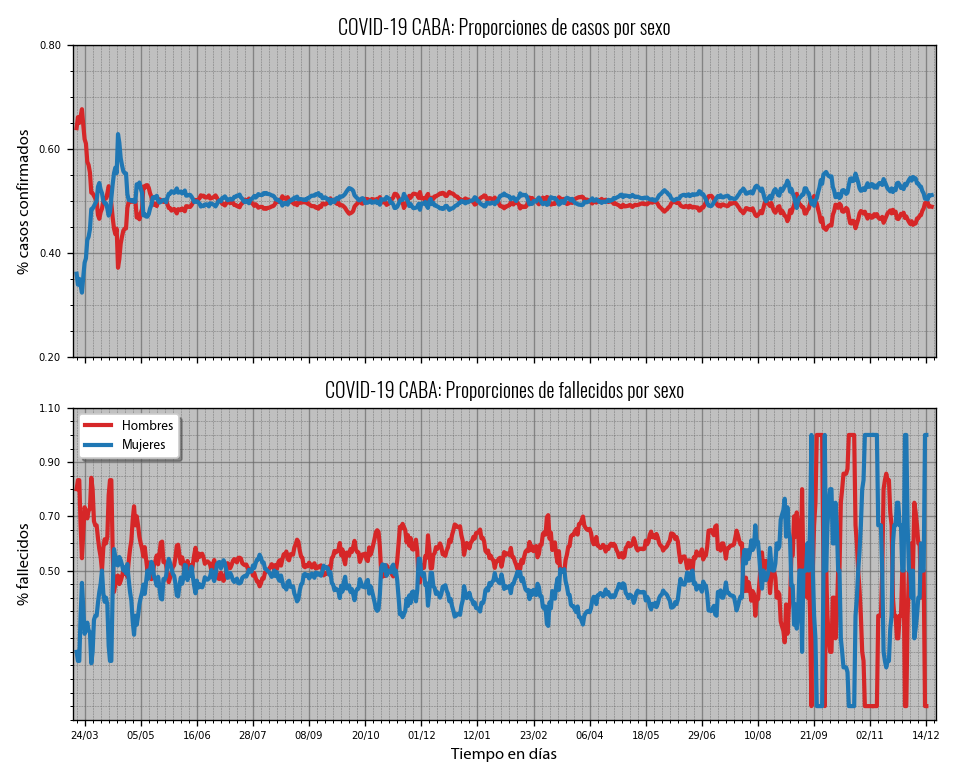 COVID-19 CABA: Proporciones de casos por sexo
% casos confirmados
0.80
0.60
0.40
0.20
COVID-19 CABA: Proporciones de fallecidos por sexo
% fallecidos
1.10
0.90
0.70
0.50
Hombres
Mujeres
24/03 05/05 16/06 28/07 08/09 20/10 01/12 12/01 23/02 06/04 18/05 29/06 10/08 21/09 02/11 14/12
Tiempo en días